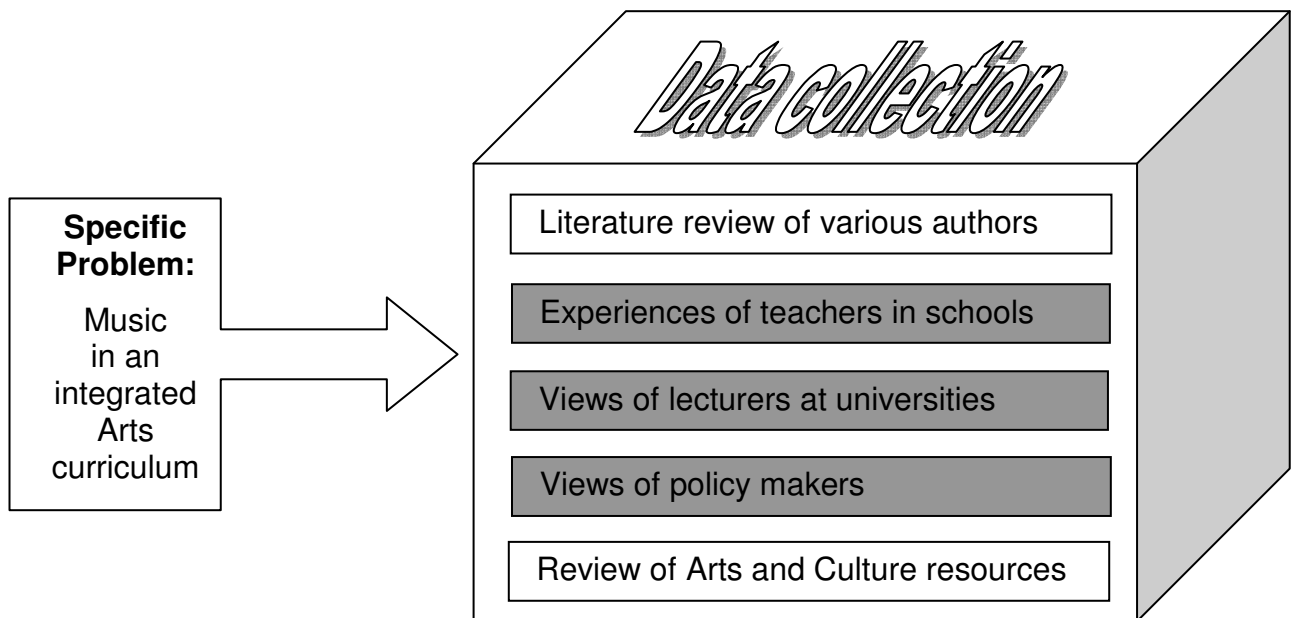 Data collection
Specific
Problem:
Music
in an
integrated
Arts
curriculum
Literature review of various authors
Experiences of teachers in schools
Views of lecturers at universities
Views of policy makers
Review of Arts and Culture resources